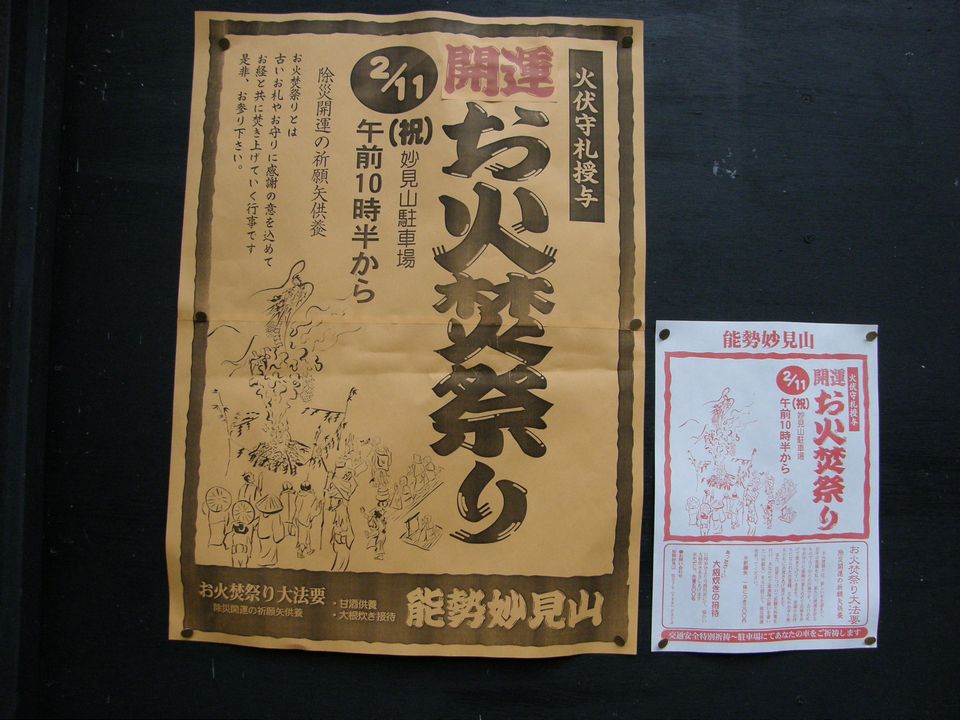 火伏守札授与
開運
お火焚祭り
2/11
(祝)
妙見山駐車場
午前10時半から
除災開運の祈願矢供養
お火焚祭りとは
古いお札やお守りに感謝の意を込めて
お経と共に焚き上げていく行事です
是非、お参り下さい。
お火焚祭り大法要
除災開運の祈願矢供養
・甘酒供養
・大根炊き接待
能勢妙見山
能勢妙見山
火伏守札授与
開運
お火焚祭り
2/11
(祝)
妙見山駐車場
午前10時半から
お火焚祭り大法要
除災開運の祈願矢供養
大根炊きの接待
交通安全特別祈祷～駐車場にてあなたの車をご祈祷します